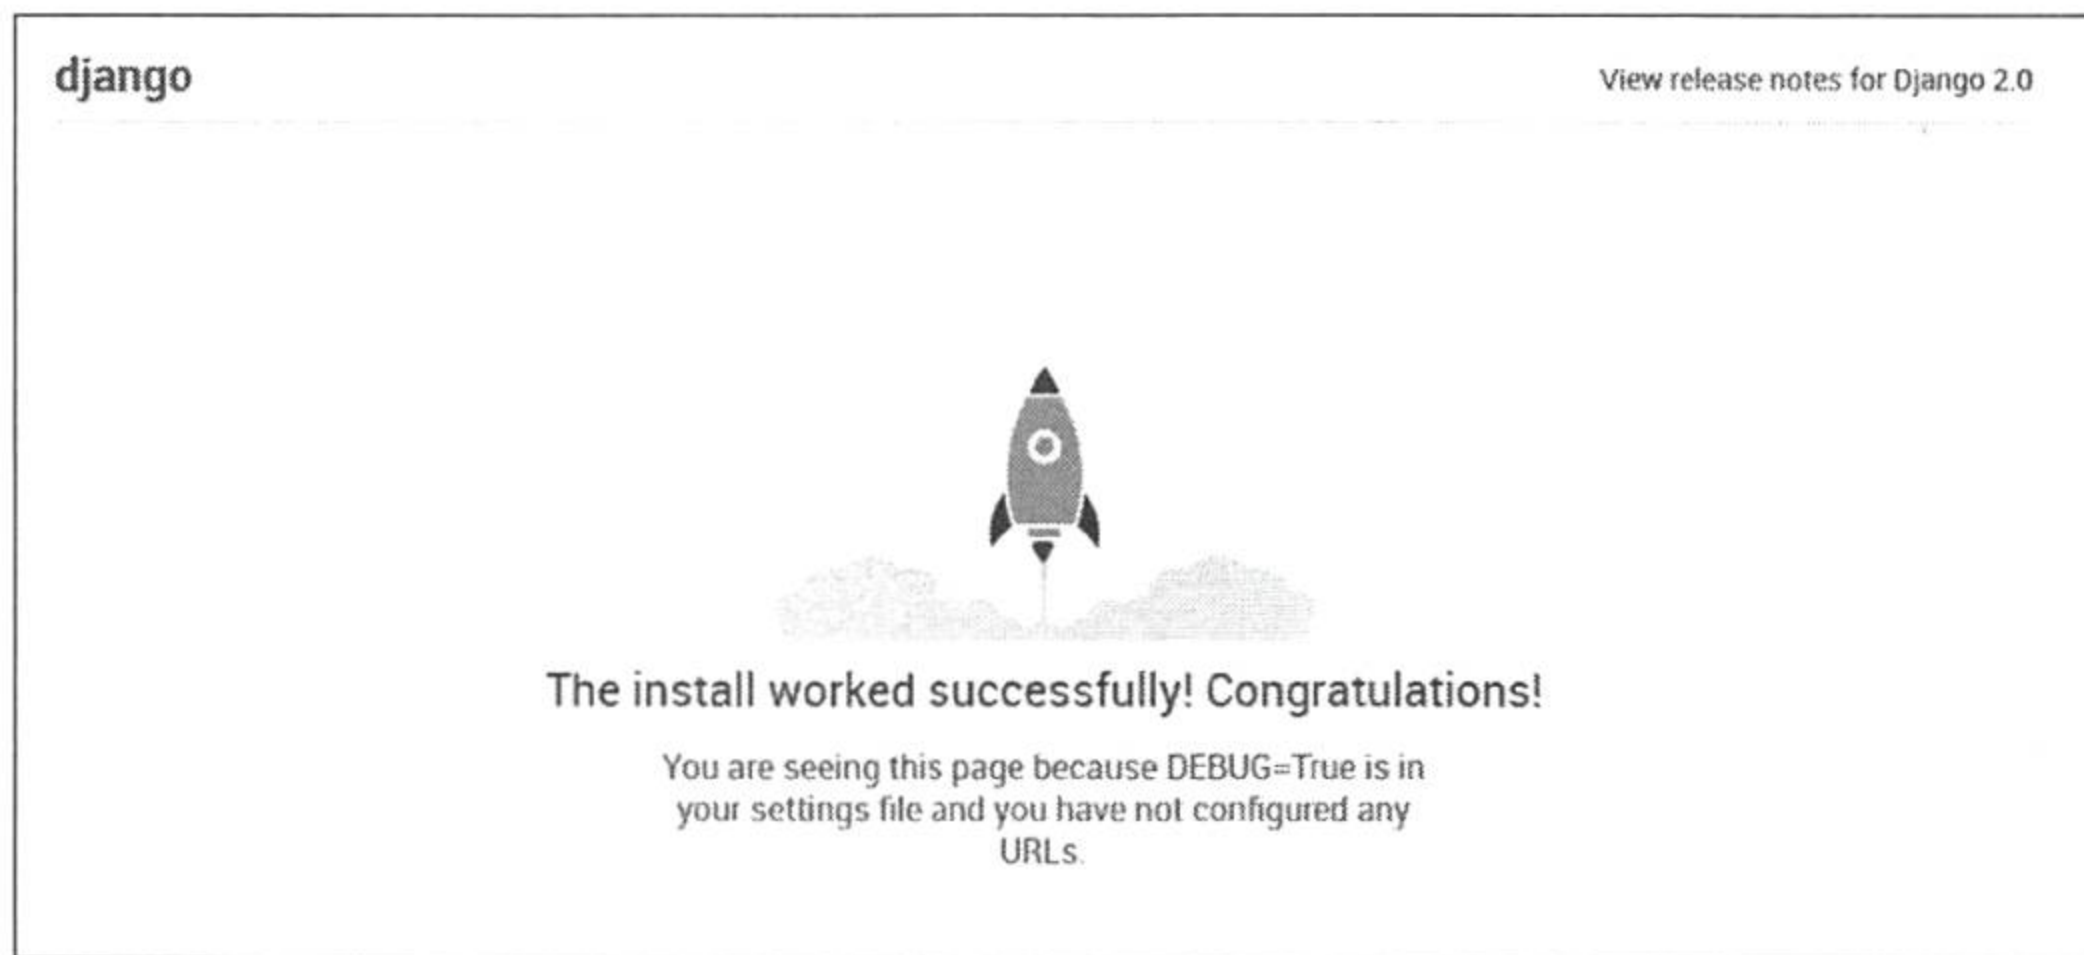 django
View release notes for Django 2.0
The install worked successfully! Congratulations!
You are seeing this page because DEBUG=True is in
your settings file and you have not configured any
URLs.